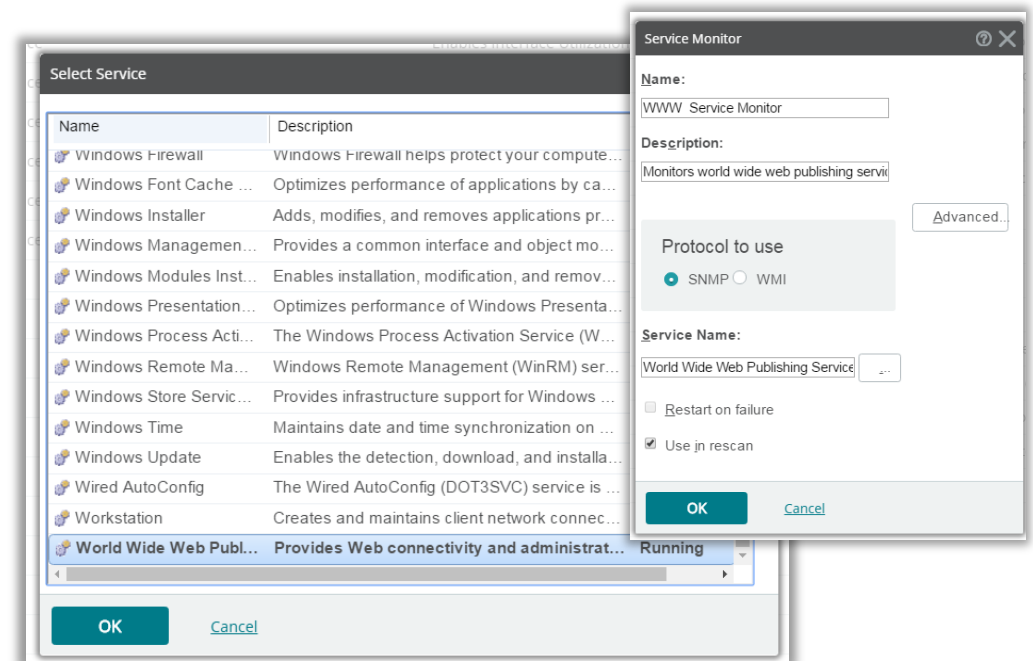 Select Service
Name Description
Windows Firewall Windows Firewall helps protect your compute...
Windows Font Cache ... Optimizes performance of applications by ca...
Windows Installer Adds, modifies, and removes applications pr...
Windows Managemen... Provides a common interface and object mo...
Windows Modules Inst... Enables installation, modification, and remov...
Windows Presentation... Optimizes performance of Windows Presenta...
Windows Process Acti... The Windows Process Activation Service (W...
Windows Remote Ma... Windows Remote Management (WinRM) ser...
Windows Store Servic... Provides infrastructure support for Windows ...
Windows Time Maintains date and time synchronization on ...
Windows Update Enables the detection, download, and installa...
Wired AutoConfig The Wired AutoConfig (DOT3SVC) service is ...
Workstation Creates and maintains client network connec...
World Wide Web Publ... Provides Web connectivity and administrat... Running
OK Cancel
Service Monitor
Name:
WWW Service Monitor
Description:
Monitors world wide web publishing servic
Advanced...
Protocol to use
SNMP WMI
Service Name:
World Wide Web Publishing Service ...
Restart on failure
Use in rescan
OK Cancel